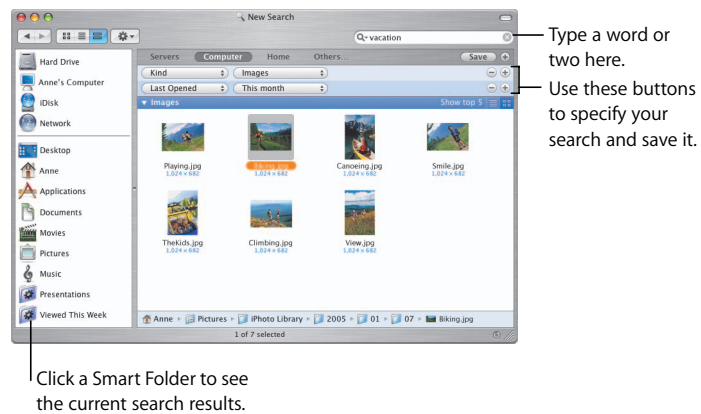 New Search
vacation
Type a word or
two here.
Use these buttons
to specify your
search and save it.
Servers Computer Home Others... Save
Kind Images
Last Opened This month
Images Show top 5
Hard Drive
Anne's Computer
iDisk
Network
Desktop
Anne
Applications
Documents
Movies
Pictures
Music
Presentations
Viewed This Week
Playing.jpg
1,024 × 682
Biking.jpg
1,024 × 682
Canoeing.jpg
1,024 × 682
Smile.jpg
1,024 × 682
TheKids.jpg
1,024 × 682
Climbing.jpg
1,024 × 682
View.jpg
1,024 × 682
Anne ▸ Pictures ▸ iPhoto Library ▸ 2005 ▸ 01 ▸ 07 ▸ Biking.jpg
1 of 7 selected
Click a Smart Folder to see
the current search results.